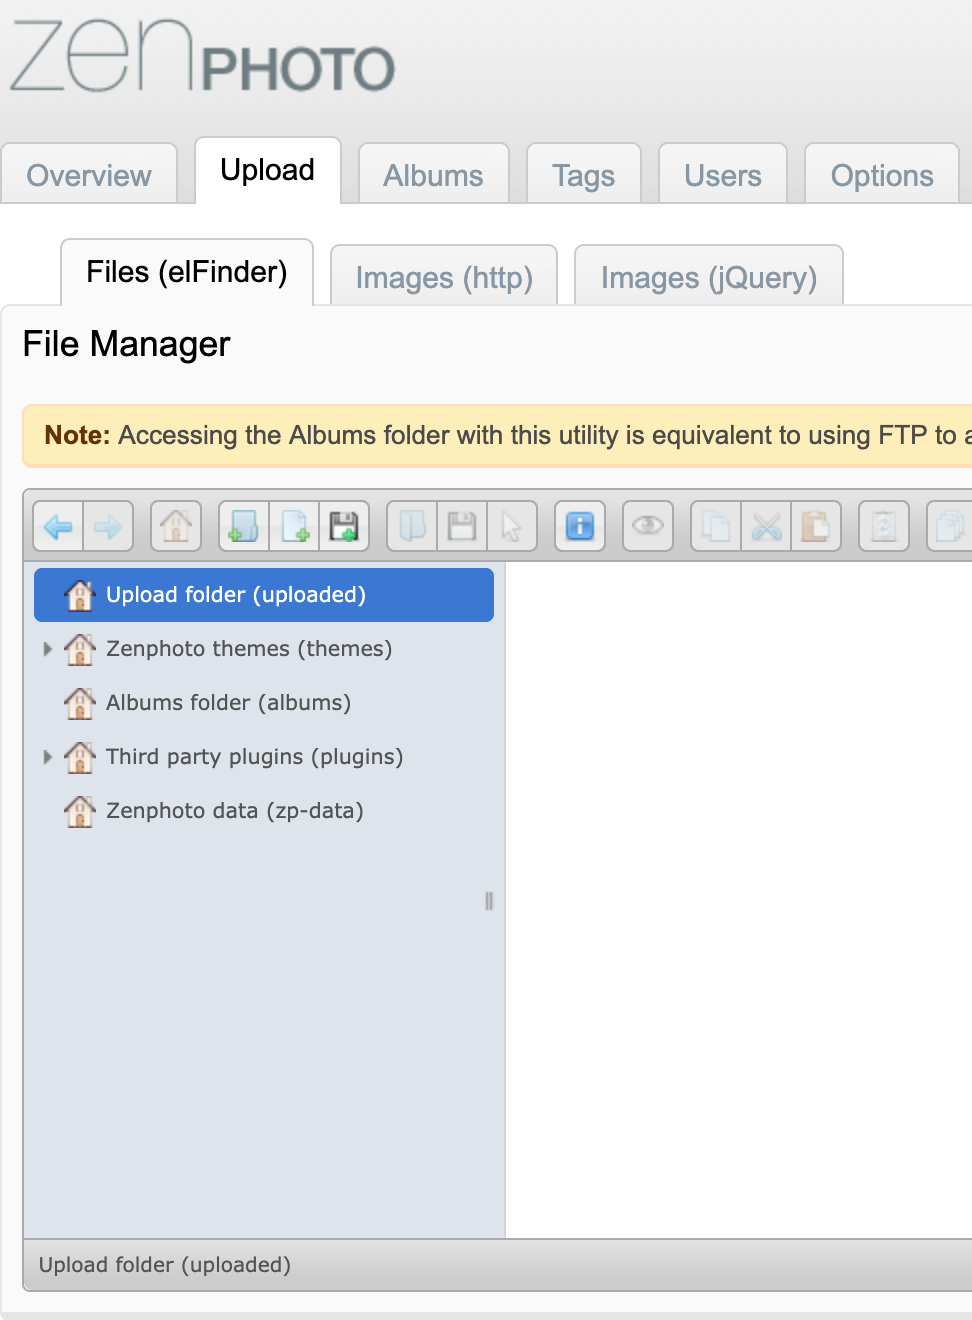 zenPHOTO
Overview Upload Albums Tags Users Options
Files (elFinder) Images (http) Images (jQuery)
File Manager
Note: Accessing the Albums folder with this utility is equivalent to using FTP to a
Upload folder (uploaded)
Zenphoto themes (themes)
Albums folder (albums)
Third party plugins (plugins)
Zenphoto data (zp-data)
Upload folder (uploaded)